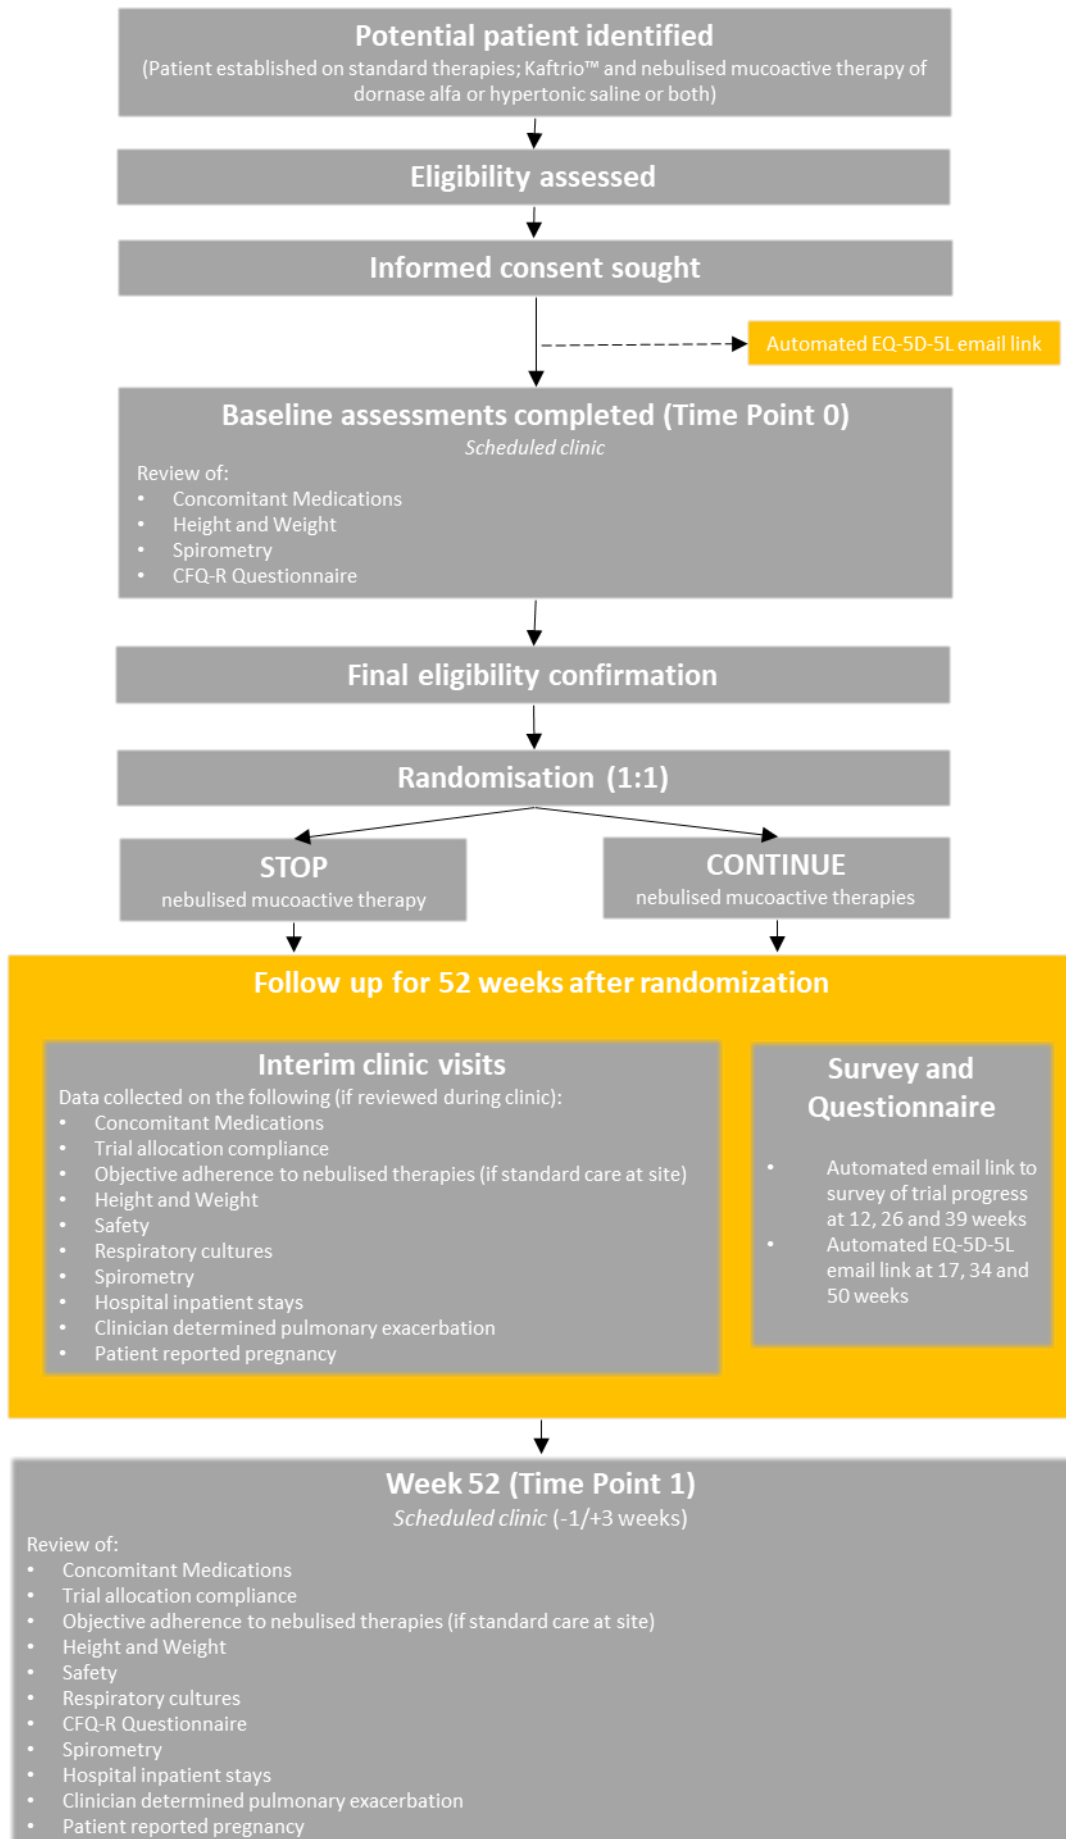 Potential patient identified
(Patient established on standard therapies; Kaftrio™ and nebulised mucoactive therapy of
dornase alfa or hypertonic saline or both)
Eligibility assessed
Informed consent sought
Automated EQ-5D-5L email link
Baseline assessments completed (Time Point 0)
Scheduled clinic
Review of:
• Concomitant Medications
• Height and Weight
• Spirometry
• CFQ-R Questionnaire
Final eligibility confirmation
Randomisation (1:1)
STOP
nebulised mucoactive therapy
CONTINUE
nebulised mucoactive therapies
Follow up for 52 weeks after randomization
Interim clinic visits
Data collected on the following (if reviewed during clinic):
• Concomitant Medications
• Trial allocation compliance
• Objective adherence to nebulised therapies (if standard care at site)
• Height and Weight
• Safety
• Respiratory cultures
• Spirometry
• Hospital inpatient stays
• Clinician determined pulmonary exacerbation
• Patient reported pregnancy
Survey and
Questionnaire
• Automated email link to
survey of trial progress
at 12, 26 and 39 weeks
• Automated EQ-5D-5L
email link at 17, 34 and
50 weeks
Week 52 (Time Point 1)
Scheduled clinic (-1/+3 weeks)
Review of:
• Concomitant Medications
• Trial allocation compliance
• Objective adherence to nebulised therapies (if standard care at site)
• Height and Weight
• Safety
• Respiratory cultures
• CFQ-R Questionnaire
• Spirometry
• Hospital inpatient stays
• Clinician determined pulmonary exacerbation
• Patient reported pregnancy